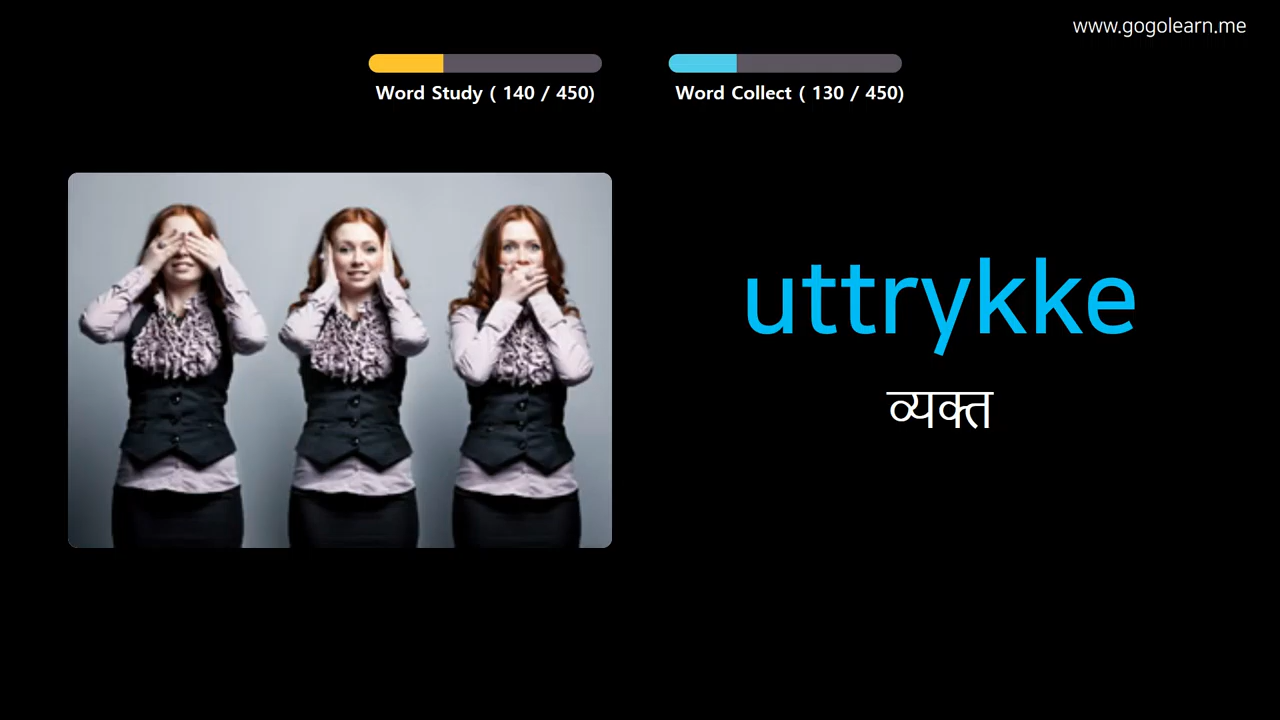 www.gogolearn.me
Word Study ( 140 / 450)
Word Collect ( 130 / 450)
uttrykke
व्यक्त